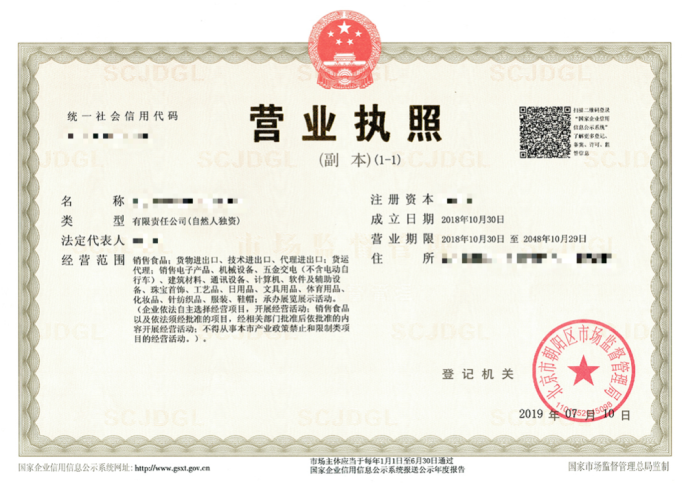 统一社会信用代码
营业执照
(副 本)(1-1)
扫描二维码登录
“国家企业信用
信息公示系统”
了解更多登记、
备案、许可、监
管信息
名 称
类 型 有限责任公司(自然人独资)
法定代表人
经营范围 销售食品；货物进出口、技术进出口、代理进出口；货运
代理；销售电子产品、机械设备、五金交电（不含电动自
行车）、建筑材料、通讯设备、计算机、软件及辅助设
备、珠宝首饰、工艺品、日用品、文具用品、体育用品、
化妆品、针纺织品、服装、鞋帽；承办展览展示活动。
（企业依法自主选择经营项目，开展经营活动；销售食品
以及依法须经批准的项目，经相关部门批准后依批准的内
容开展经营活动；不得从事本市产业政策禁止和限制类项
目的经营活动。）。
注册资本
成立日期 2018年10月30日
营业期限 2018年10月30日 至 2048年10月29日
住 所
登记机关
北京市朝阳区市场监督管理局
2019 年 07 月 10 日
国家企业信用信息公示系统网址: http://www.gsxt.gov.cn
市场主体应当于每年1月1日至6月30日通过
国家企业信用信息公示系统报送公示年度报告
国家市场监督管理总局监制
SCJDGL